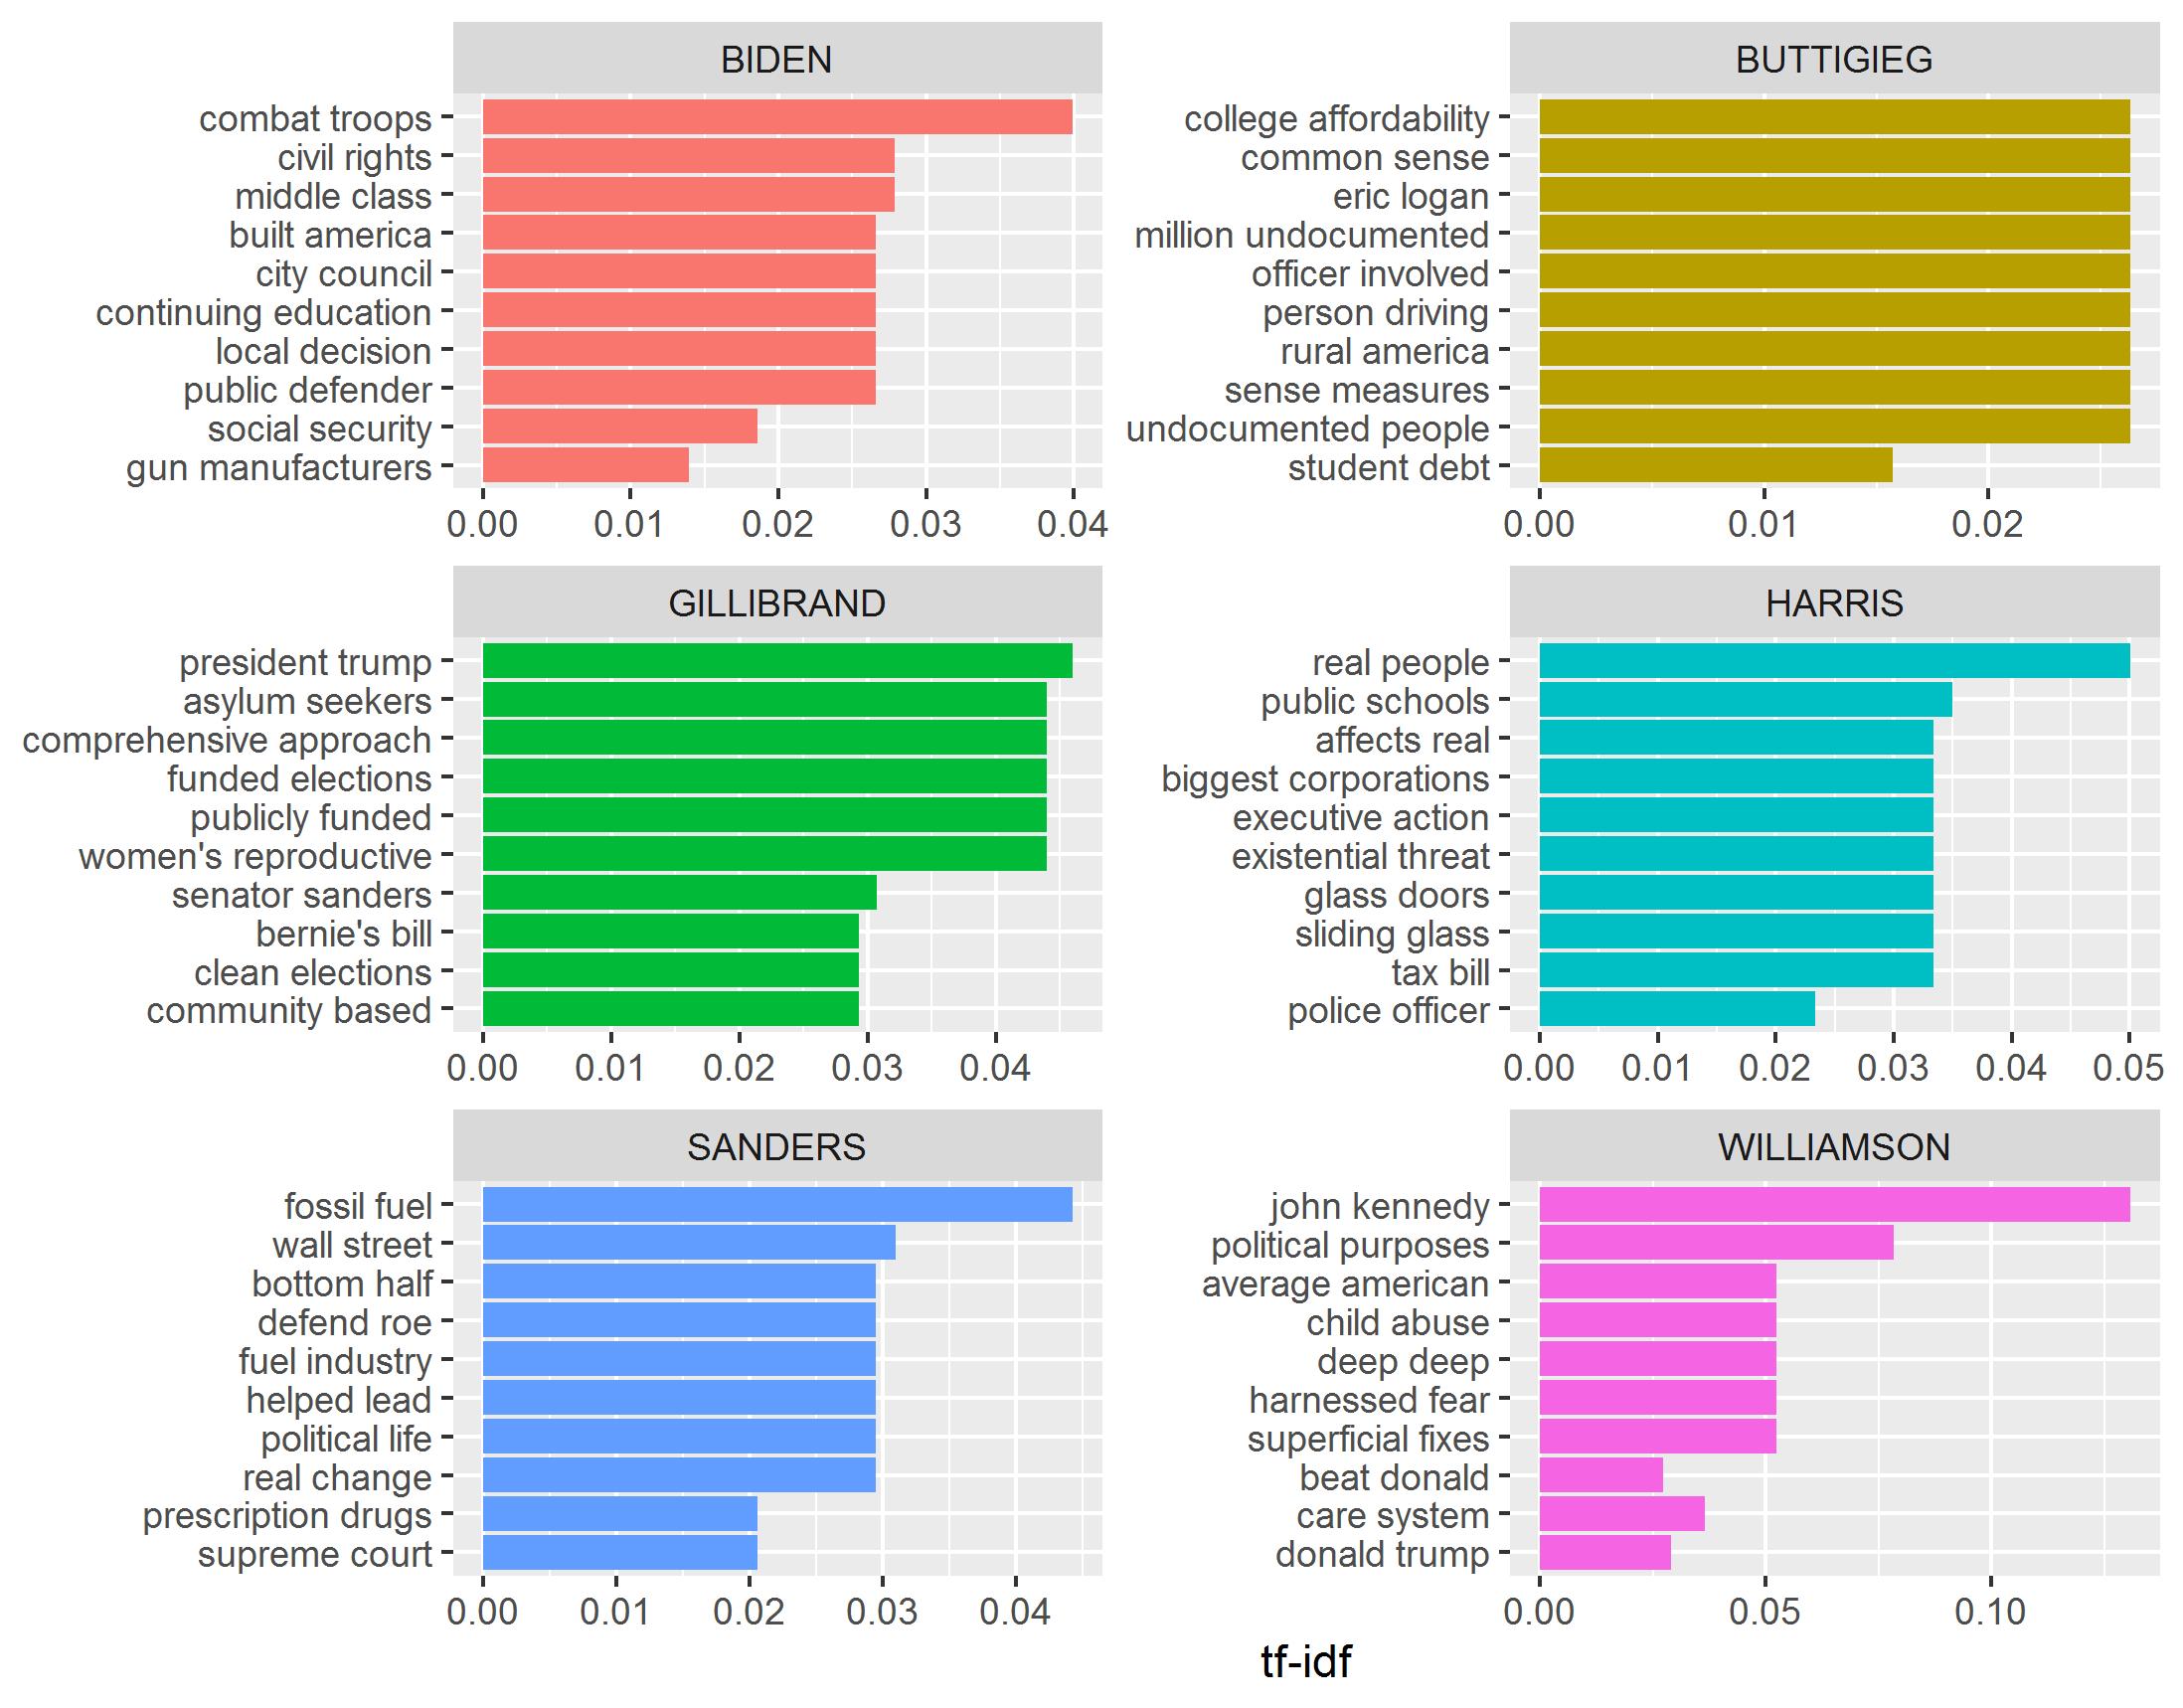 BIDEN
combat troops
civil rights
middle class
built america
city council
continuing education
local decision
public defender
social security
gun manufacturers
0.00 0.01 0.02 0.03 0.04
BUTTIGIEG
college affordability
common sense
eric logan
million undocumented
officer involved
person driving
rural america
sense measures
undocumented people
student debt
0.00 0.01 0.02
GILLIBRAND
president trump
asylum seekers
comprehensive approach
funded elections
publicly funded
women's reproductive
senator sanders
bernie's bill
clean elections
community based
0.00 0.01 0.02 0.03 0.04
HARRIS
real people
public schools
affects real
biggest corporations
executive action
existential threat
glass doors
sliding glass
tax bill
police officer
0.00 0.01 0.02 0.03 0.04 0.05
SANDERS
fossil fuel
wall street
bottom half
defend roe
fuel industry
helped lead
political life
real change
prescription drugs
supreme court
0.00 0.01 0.02 0.03 0.04
WILLIAMSON
john kennedy
political purposes
average american
child abuse
deep deep
harnessed fear
superficial fixes
beat donald
care system
donald trump
0.00 0.05 0.10
tf-idf